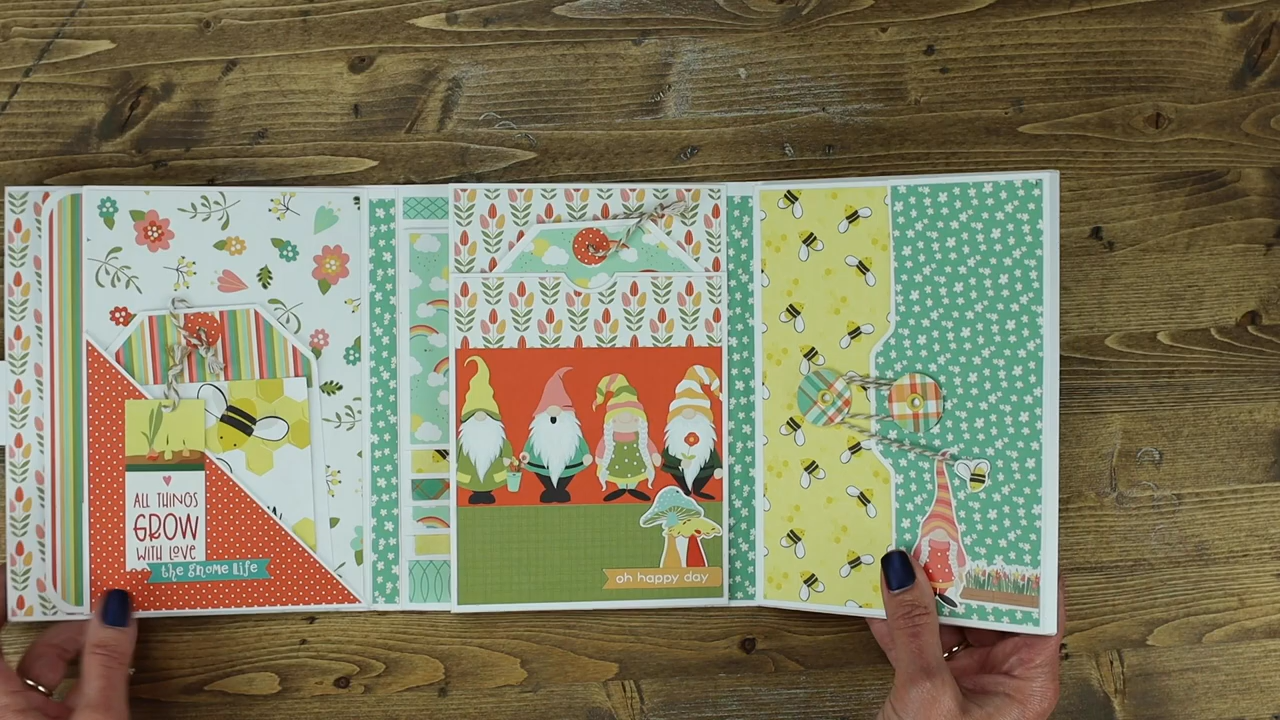 ALL THINGS
GROW
WITH LOVE
the gnome life
oh happy day